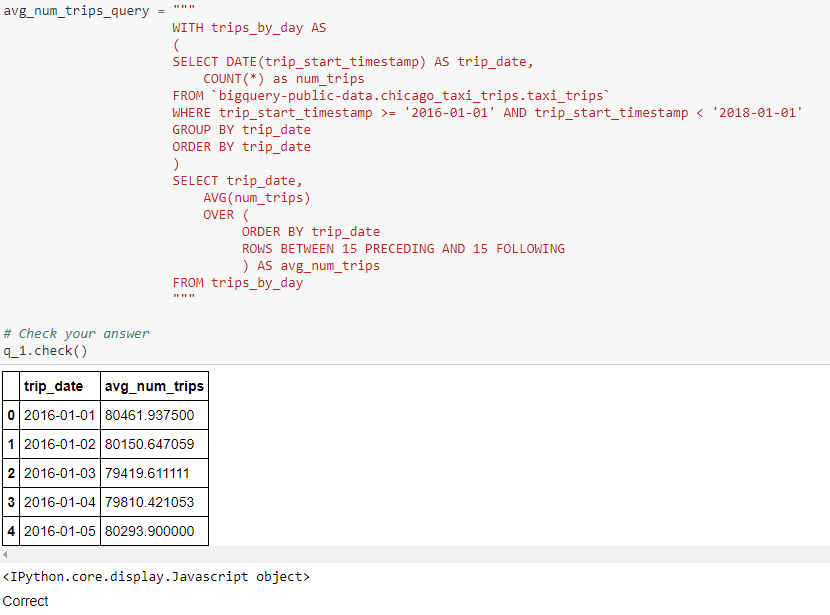 avg_num_trips_query = """
WITH trips_by_day AS
(
SELECT DATE(trip_start_timestamp) AS trip_date,
COUNT(*) as num_trips
FROM `bigquery-public-data.chicago_taxi_trips.taxi_trips`
WHERE trip_start_timestamp >= '2016-01-01' AND trip_start_timestamp < '2018-01-01'
GROUP BY trip_date
ORDER BY trip_date
)
SELECT trip_date,
AVG(num_trips)
OVER (
ORDER BY trip_date
ROWS BETWEEN 15 PRECEDING AND 15 FOLLOWING
) AS avg_num_trips
FROM trips_by_day
"""
# Check your answer
q_1.check()
trip_date avg_num_trips
0 2016-01-01 80461.937500
1 2016-01-02 80150.647059
2 2016-01-03 79419.611111
3 2016-01-04 79810.421053
4 2016-01-05 80293.900000
<IPython.core.display.Javascript object>
Correct